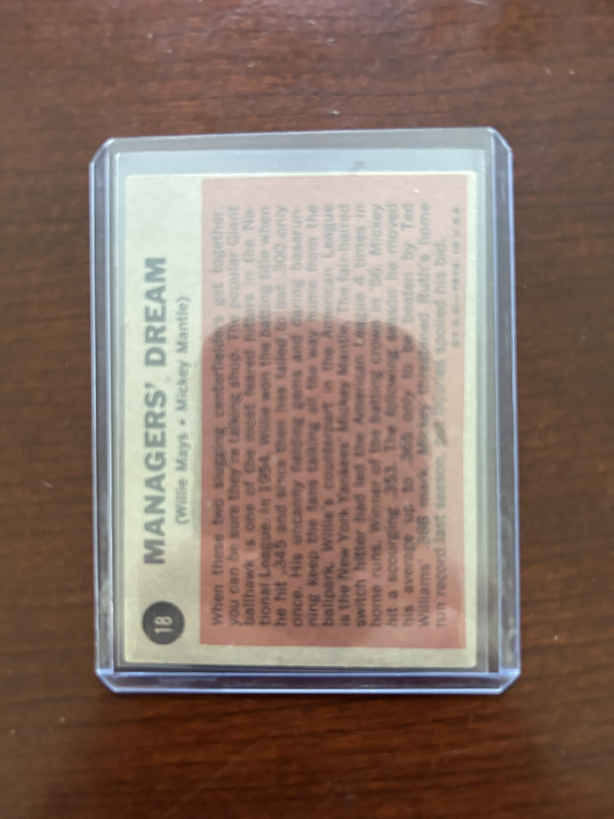 18
MANAGERS' DREAM
(Willie Mays • Mickey Mantle)
When these two slugging centerfielders get together,
you can be sure they're talking shop. The popular Giant
ballhawk is one of the most feared hitters in the Na-
tional League. In 1954, Willie won the batting title when
he hit .345 and since then has failed to hit .300 only
once. His uncanny fielding gems and daring baserun-
ning keep the fans talking all the way home from the
ballpark. Willie's counterpart in the American League
is the New York Yankees' Mickey Mantle. The fair-haired
switch hitter had led the American League 4 times in
home runs. Winner of the batting crown in '56, Mickey
hit a scourging .353. The following season he moved
his average up to .365 only to be beaten by Ted
Williams' .388 mark. Mickey threatened Ruth's home
run record last season, injuries slowed his bat.